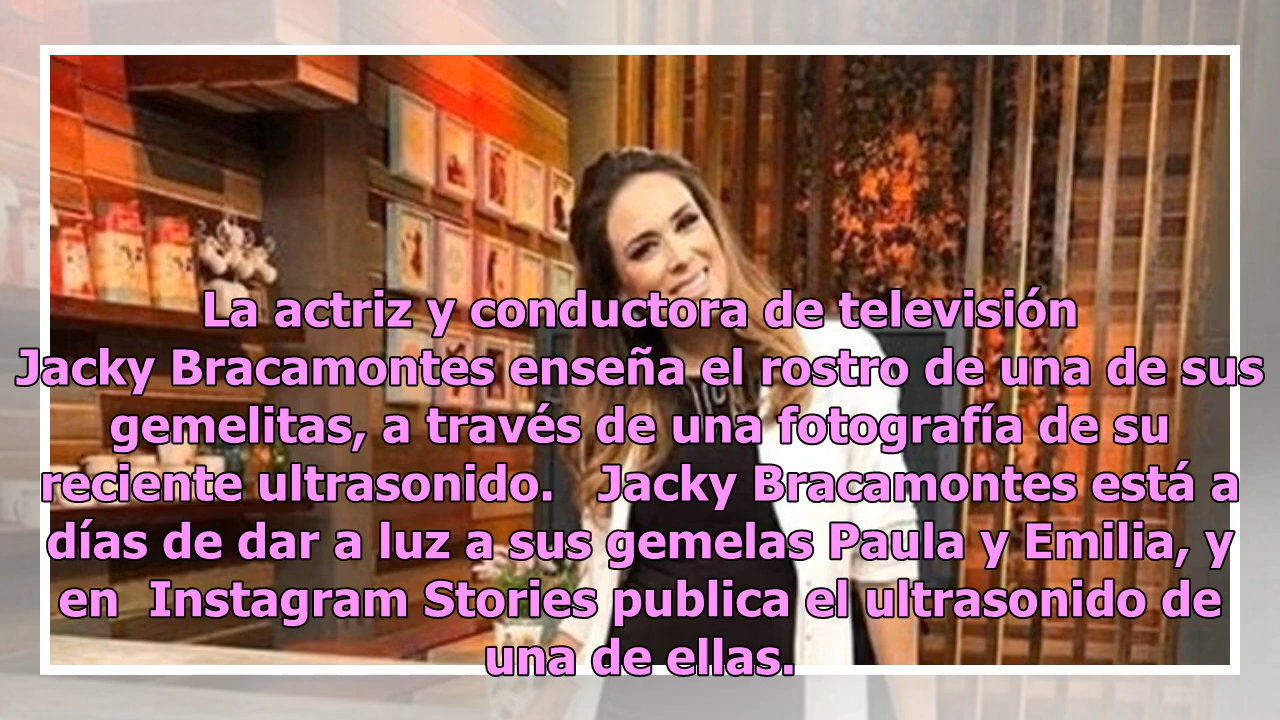 La actriz y conductora de televisión
Jacky Bracamontes enseña el rostro de una de sus
gemelitas, a través de una fotografía de su
reciente ultrasonido.   Jacky Bracamontes está a
días de dar a luz a sus gemelas Paula y Emilia, y
en  Instagram Stories publica el ultrasonido de
una de ellas.